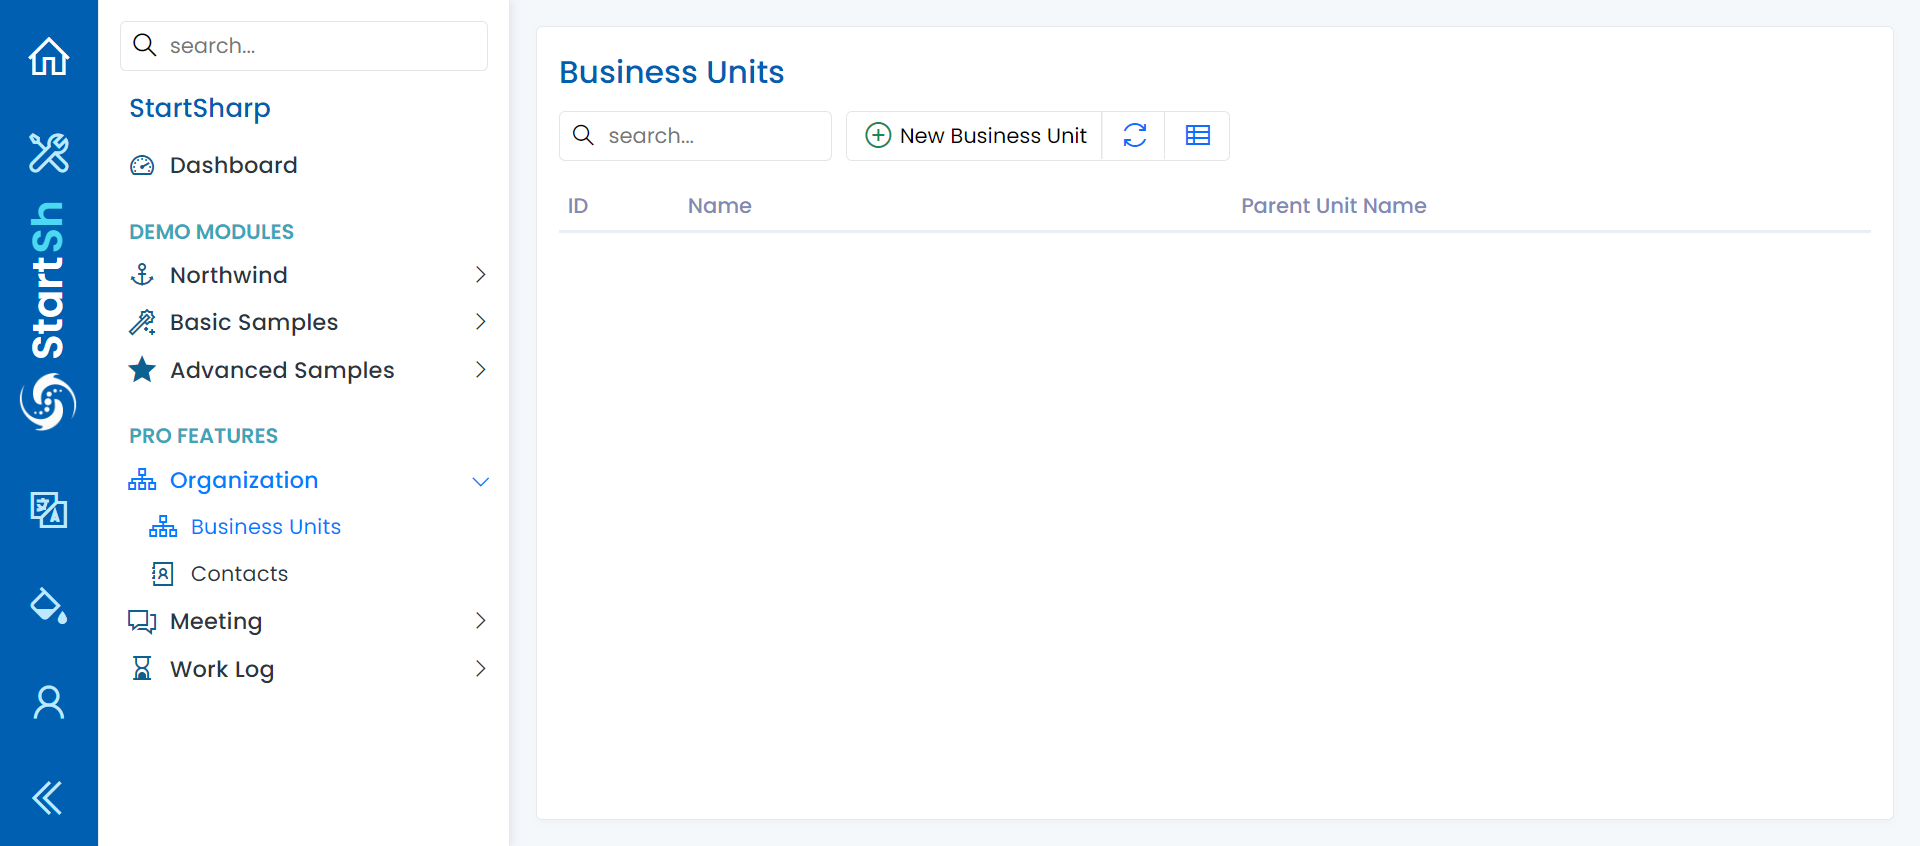 StartSh
search...
StartSharp
Dashboard
DEMO MODULES
Northwind
Basic Samples
Advanced Samples
PRO FEATURES
Organization
Business Units
Contacts
Meeting
Work Log
Business Units
search...
New Business Unit
ID Name Parent Unit Name